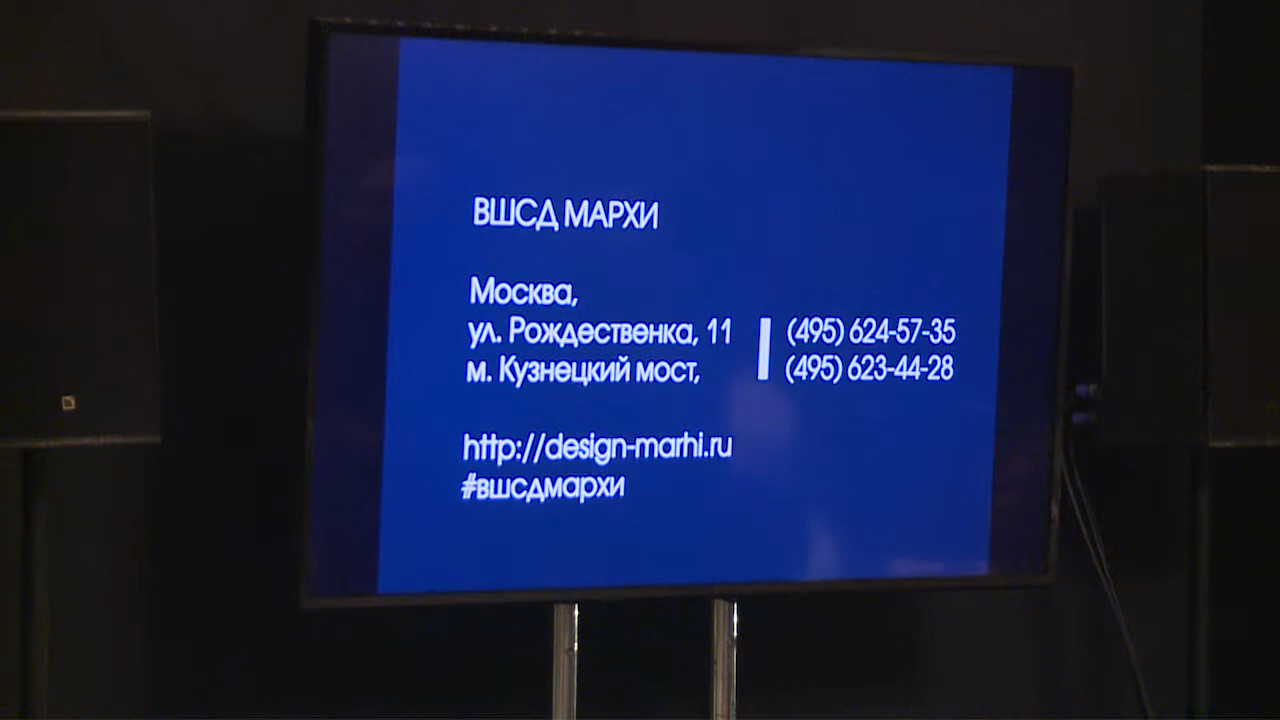 ВШСД МАРХИ
Москва,
ул. Рождественка, 11
м. Кузнецкий мост,
(495) 624-57-35
(495) 623-44-28
http://design-marhi.ru
#вшсдмархи